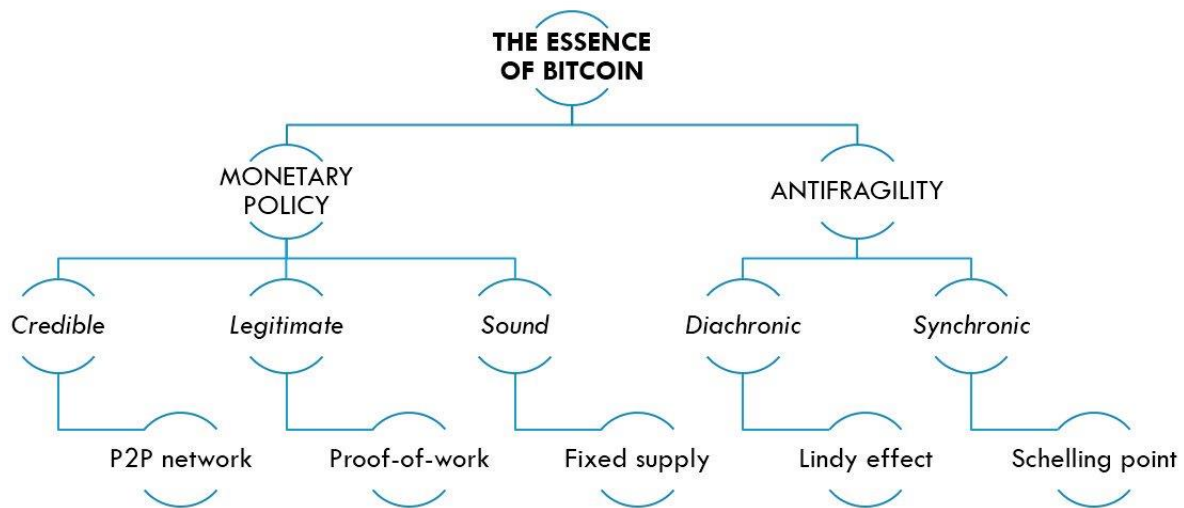 THE ESSENCE
OF BITCOIN
MONETARY
POLICY
ANTIFRAGILITY
Credible
Legitimate
Sound
Diachronic
Synchronic
P2P network
Proof-of-work
Fixed supply
Lindy effect
Schelling point